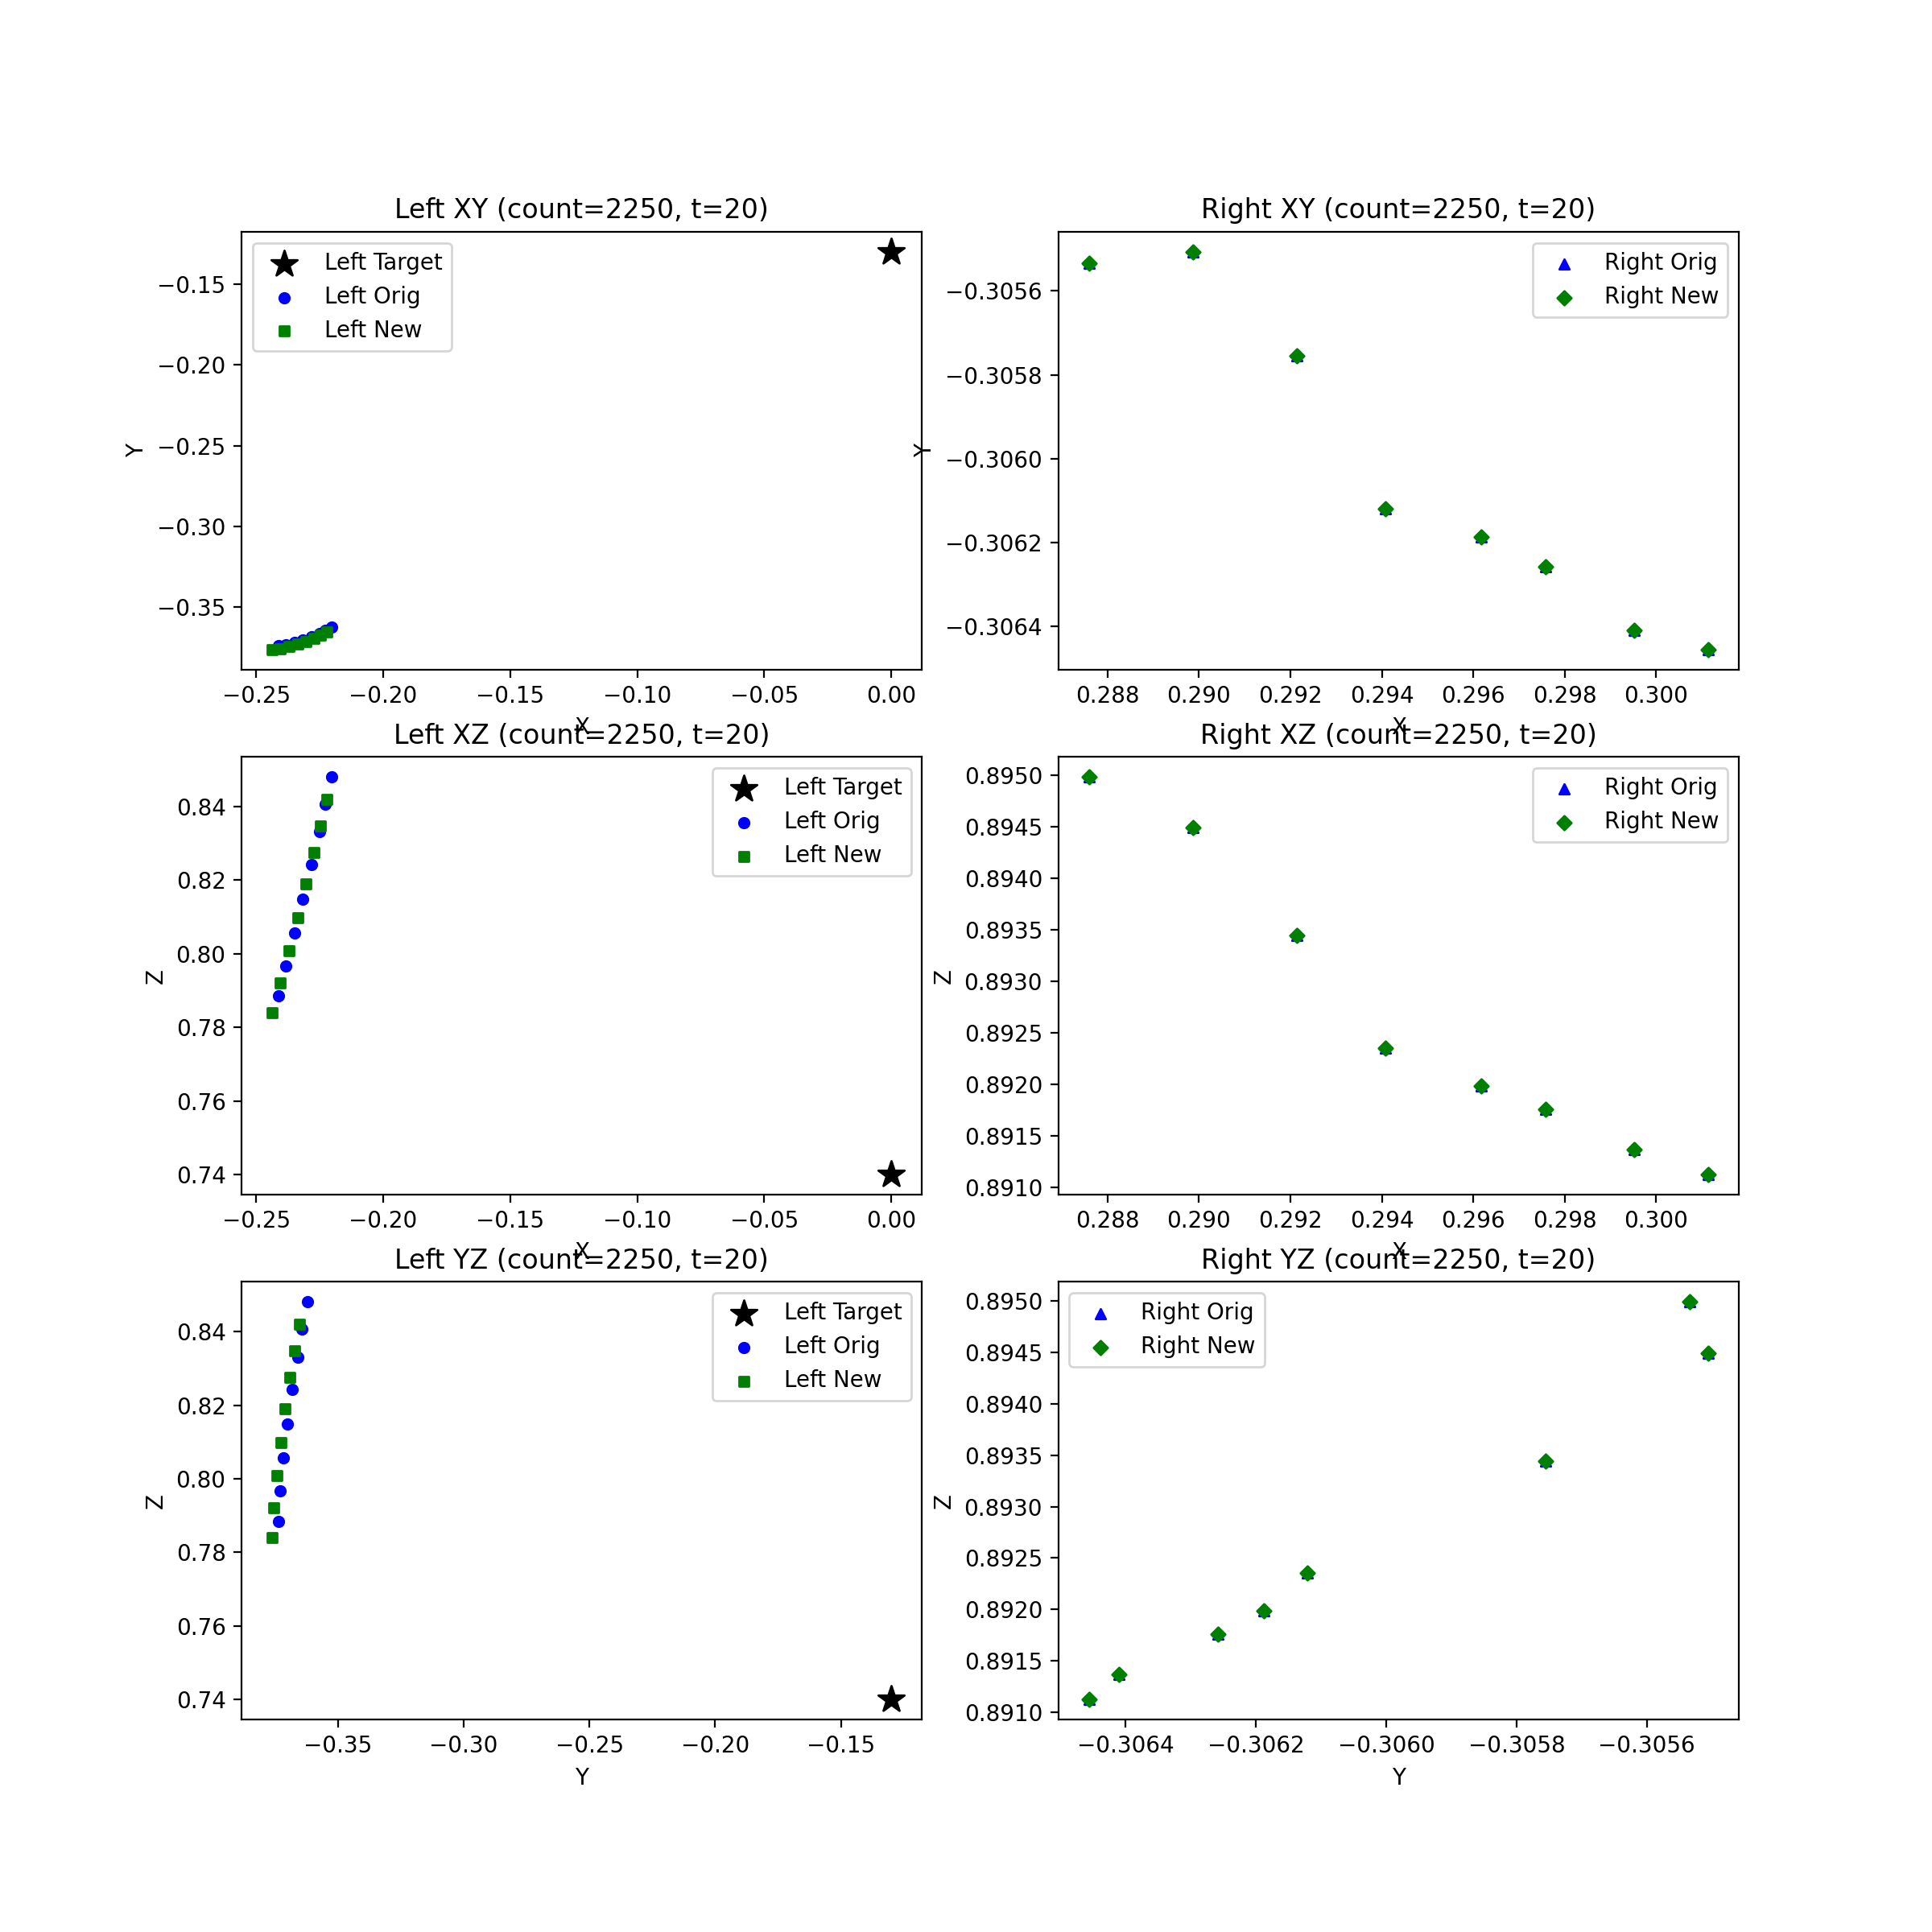 Left XY (count=2250, t=20)
Left Target
Left Orig
Left New
Y
−0.15
−0.20
−0.25
−0.30
−0.35
−0.25
−0.20
−0.15
−0.10
−0.05
0.00
X
Right XY (count=2250, t=20)
Right Orig
Right New
Y
−0.3056
−0.3058
−0.3060
−0.3062
−0.3064
0.288
0.290
0.292
0.294
0.296
0.298
0.300
X
Left XZ (count=2250, t=20)
Left Target
Left Orig
Left New
Z
0.84
0.82
0.80
0.78
0.76
0.74
−0.25
−0.20
−0.15
−0.10
−0.05
0.00
X
Right XZ (count=2250, t=20)
Right Orig
Right New
Z
0.8950
0.8945
0.8940
0.8935
0.8930
0.8925
0.8920
0.8915
0.8910
0.288
0.290
0.292
0.294
0.296
0.298
0.300
X
Left YZ (count=2250, t=20)
Left Target
Left Orig
Left New
Z
0.84
0.82
0.80
0.78
0.76
0.74
−0.35
−0.30
−0.25
−0.20
−0.15
Y
Right YZ (count=2250, t=20)
Right Orig
Right New
Z
0.8950
0.8945
0.8940
0.8935
0.8930
0.8925
0.8920
0.8915
0.8910
−0.3064
−0.3062
−0.3060
−0.3058
−0.3056
Y